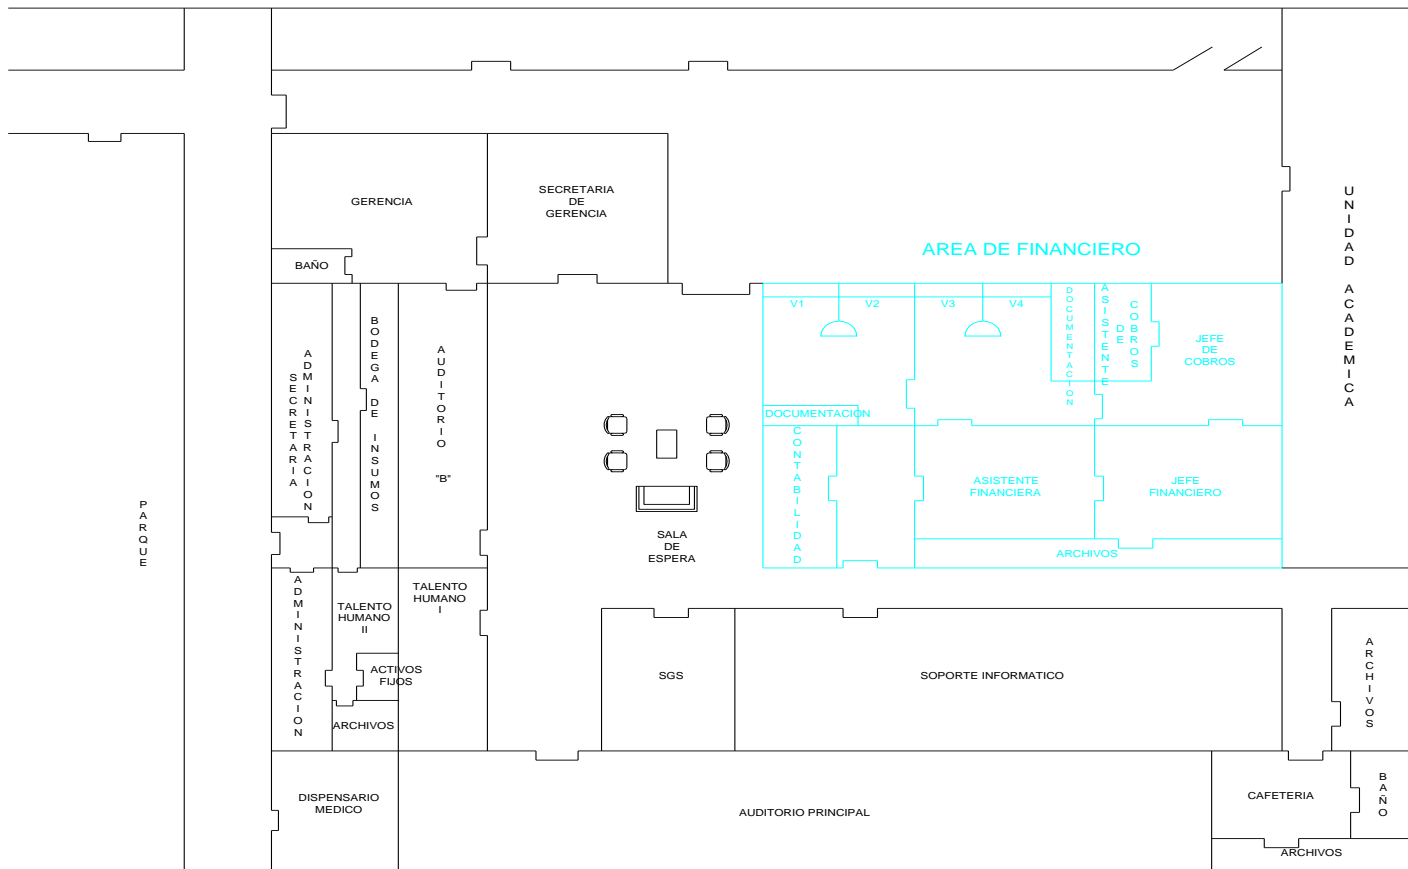 SECRETARIA
DE
GERENCIA
GERENCIA
UNIDAD ACADEMICA
AREA DE FINANCIERO
BAÑO
V1
V2
V3
V4
DOCUMENTACION
ASISTENTE
DE
COBROS
JEFE
DE
COBROS
SECRETARIA
ADMINISTRACION
BODEGA DE INSUMOS
AUDITORIO "B"
DOCUMENTACION
CONTABILIDAD
ASISTENTE
FINANCIERA
JEFE
FINANCIERO
PARQUE
SALA
DE
ESPERA
ARCHIVOS
ADMINISTRACION
TALENTO
HUMANO
II
TALENTO
HUMANO
I
ACTIVOS
FIJOS
SGS
SOPORTE INFORMATICO
ARCHIVOS
ARCHIVOS
DISPENSARIO
MEDICO
AUDITORIO PRINCIPAL
CAFETERIA
BAÑO
ARCHIVOS